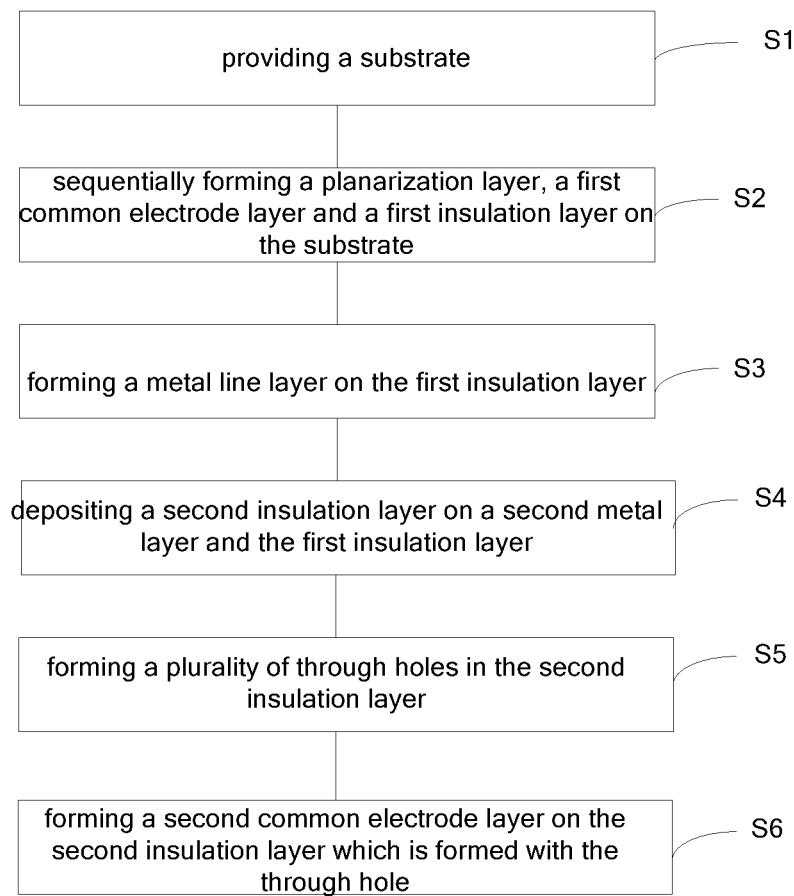 providing a substrate
S1
sequentially forming a planarization layer, a first
common electrode layer and a first insulation layer on
the substrate
S2
forming a metal line layer on the first insulation layer
S3
depositing a second insulation layer on a second metal
layer and the first insulation layer
S4
forming a plurality of through holes in the second
insulation layer
S5
forming a second common electrode layer on the
second insulation layer which is formed with the
through hole
S6